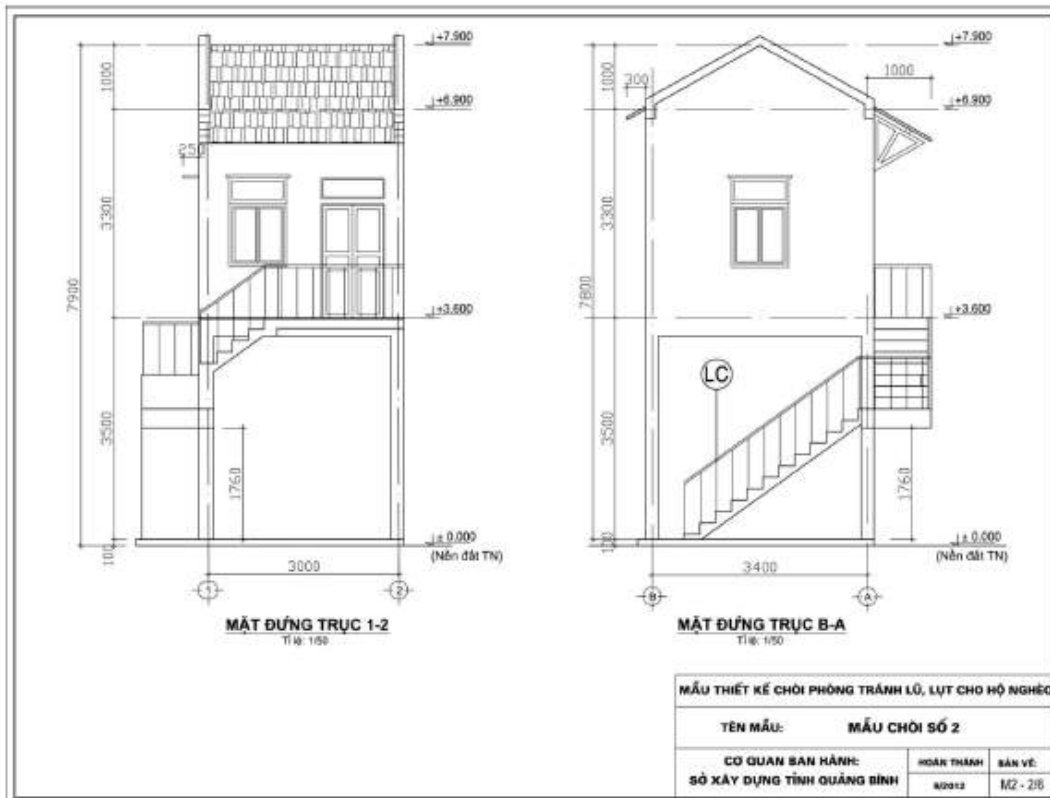 +7.900
1000
+6.900
250
3300
7900
+3.600
3500
1760
± 0.000
(Nền đất TN)
100
3000
1
2
MẶT ĐỨNG TRỤC 1-2
Tỉ lệ: 1/50
+7.900
1000
1000
300
+6.900
3300
7800
+3.600
LC
3500
1760
± 0.000
(Nền đất TN)
3400
B
A
MẶT ĐỨNG TRỤC B-A
Tỉ lệ: 1/50
MẪU THIẾT KẾ CHÒI PHÒNG TRÁNH LŨ, LỤT CHO HỘ NGHÈO
TÊN MẪU: MẪU CHÒI SỐ 2
CƠ QUAN BAN HÀNH:
SỞ XÂY DỰNG TỈNH QUẢNG BÌNH
HOÀN THÀNH
BẢN VẼ:
M2 - 2/6